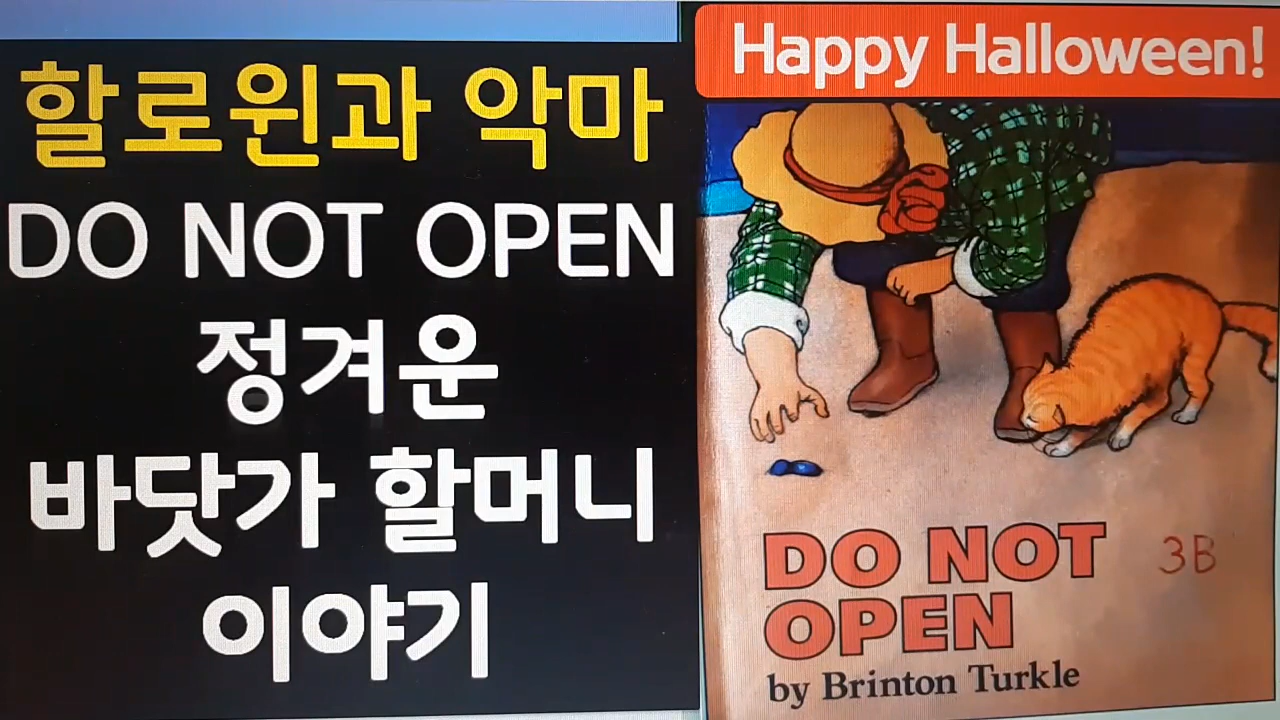 할로윈과 악마
DO NOT OPEN
정겨운
바닷가 할머니
이야기
Happy Halloween!
DO NOT
OPEN
3B
by Brinton Turkle